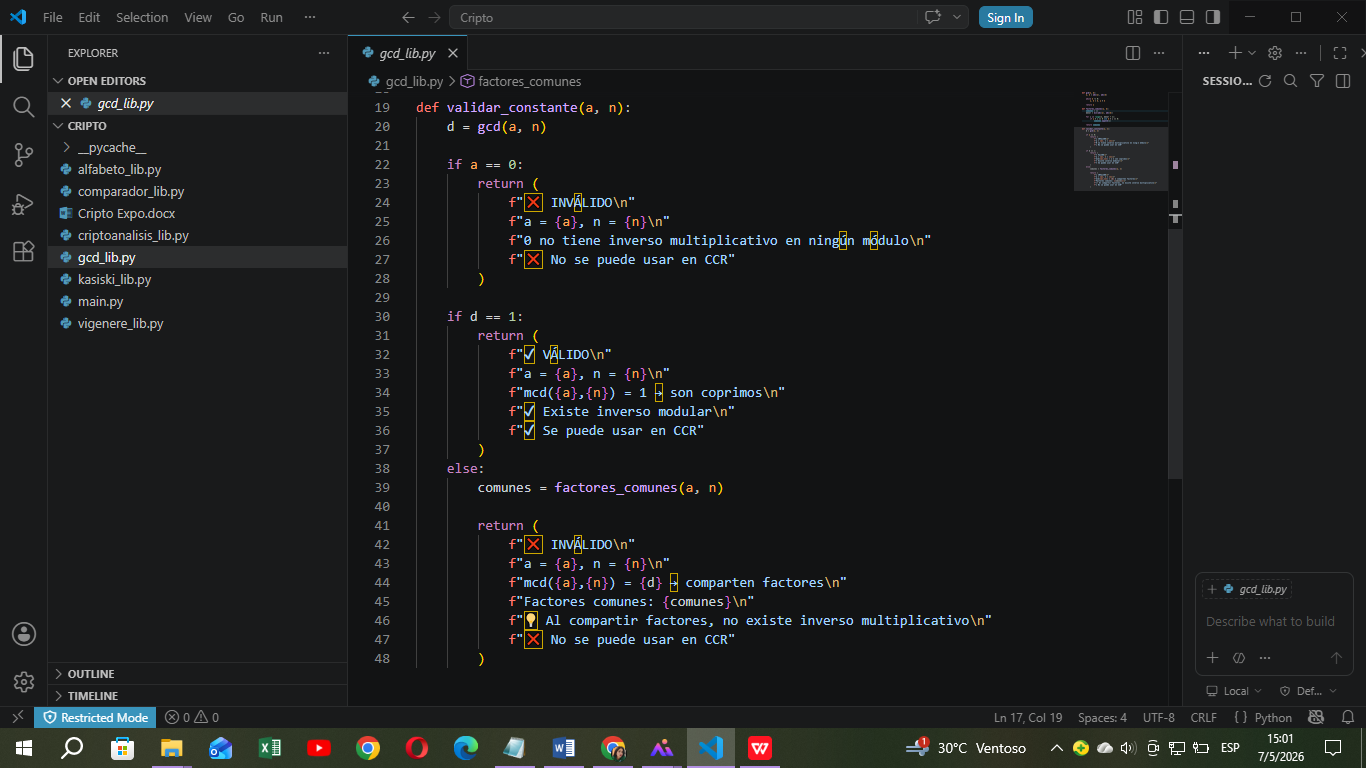 File Edit Selection View Go Run ···
Cripto
Sign In
EXPLORER
OPEN EDITORS
gcd_lib.py
CRIPTO
__pycache__
alfabeto_lib.py
comparador_lib.py
Cripto Expo.docx
criptoanalisis_lib.py
gcd_lib.py
kasiski_lib.py
main.py
vigenere_lib.py
OUTLINE
TIMELINE
gcd_lib.py
gcd_lib.py > factores_comunes
19 def validar_constante(a, n):
20 d = gcd(a, n)
21
22 if a == 0:
23 return (
24 f"❌ INVÁLIDO\n"
25 f"a = {a}, n = {n}\n"
26 f"0 no tiene inverso multiplicativo en ningún módulo\n"
27 f"❌ No se puede usar en CCR"
28 )
29
30 if d == 1:
31 return (
32 f"✔ VÁLIDO\n"
33 f"a = {a}, n = {n}\n"
34 f"mcd({a},{n}) = 1 → son coprimos\n"
35 f"✔ Existe inverso modular\n"
36 f"✔ Se puede usar en CCR"
37 )
38 else:
39 comunes = factores_comunes(a, n)
40
41 return (
42 f"❌ INVÁLIDO\n"
43 f"a = {a}, n = {n}\n"
44 f"mcd({a},{n}) = {d} → comparten factores\n"
45 f"Factores comunes: {comunes}\n"
46 f"💡 Al compartir factores, no existe inverso multiplicativo\n"
47 f"❌ No se puede usar en CCR"
48 )
SESSIO...
gcd_lib.py
Describe what to build
Local
Def...
Restricted Mode
0 0
Ln 17, Col 19 Spaces: 4 UTF-8 CRLF {} Python
1
30°C Ventoso
ESP
15:01
7/5/2026